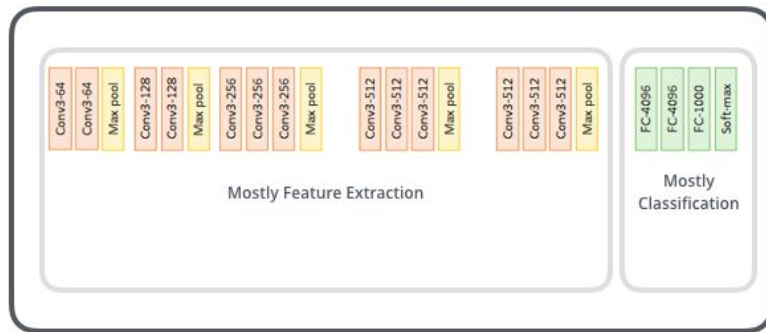 Conv3-64
Conv3-64
Max pool
Conv3-128
Conv3-128
Max pool
Conv3-256
Conv3-256
Conv3-256
Max pool
Conv3-512
Conv3-512
Conv3-512
Max pool
Conv3-512
Conv3-512
Conv3-512
Max pool
Mostly Feature Extraction
FC-4096
FC-4096
FC-1000
Soft-max
Mostly
Classification